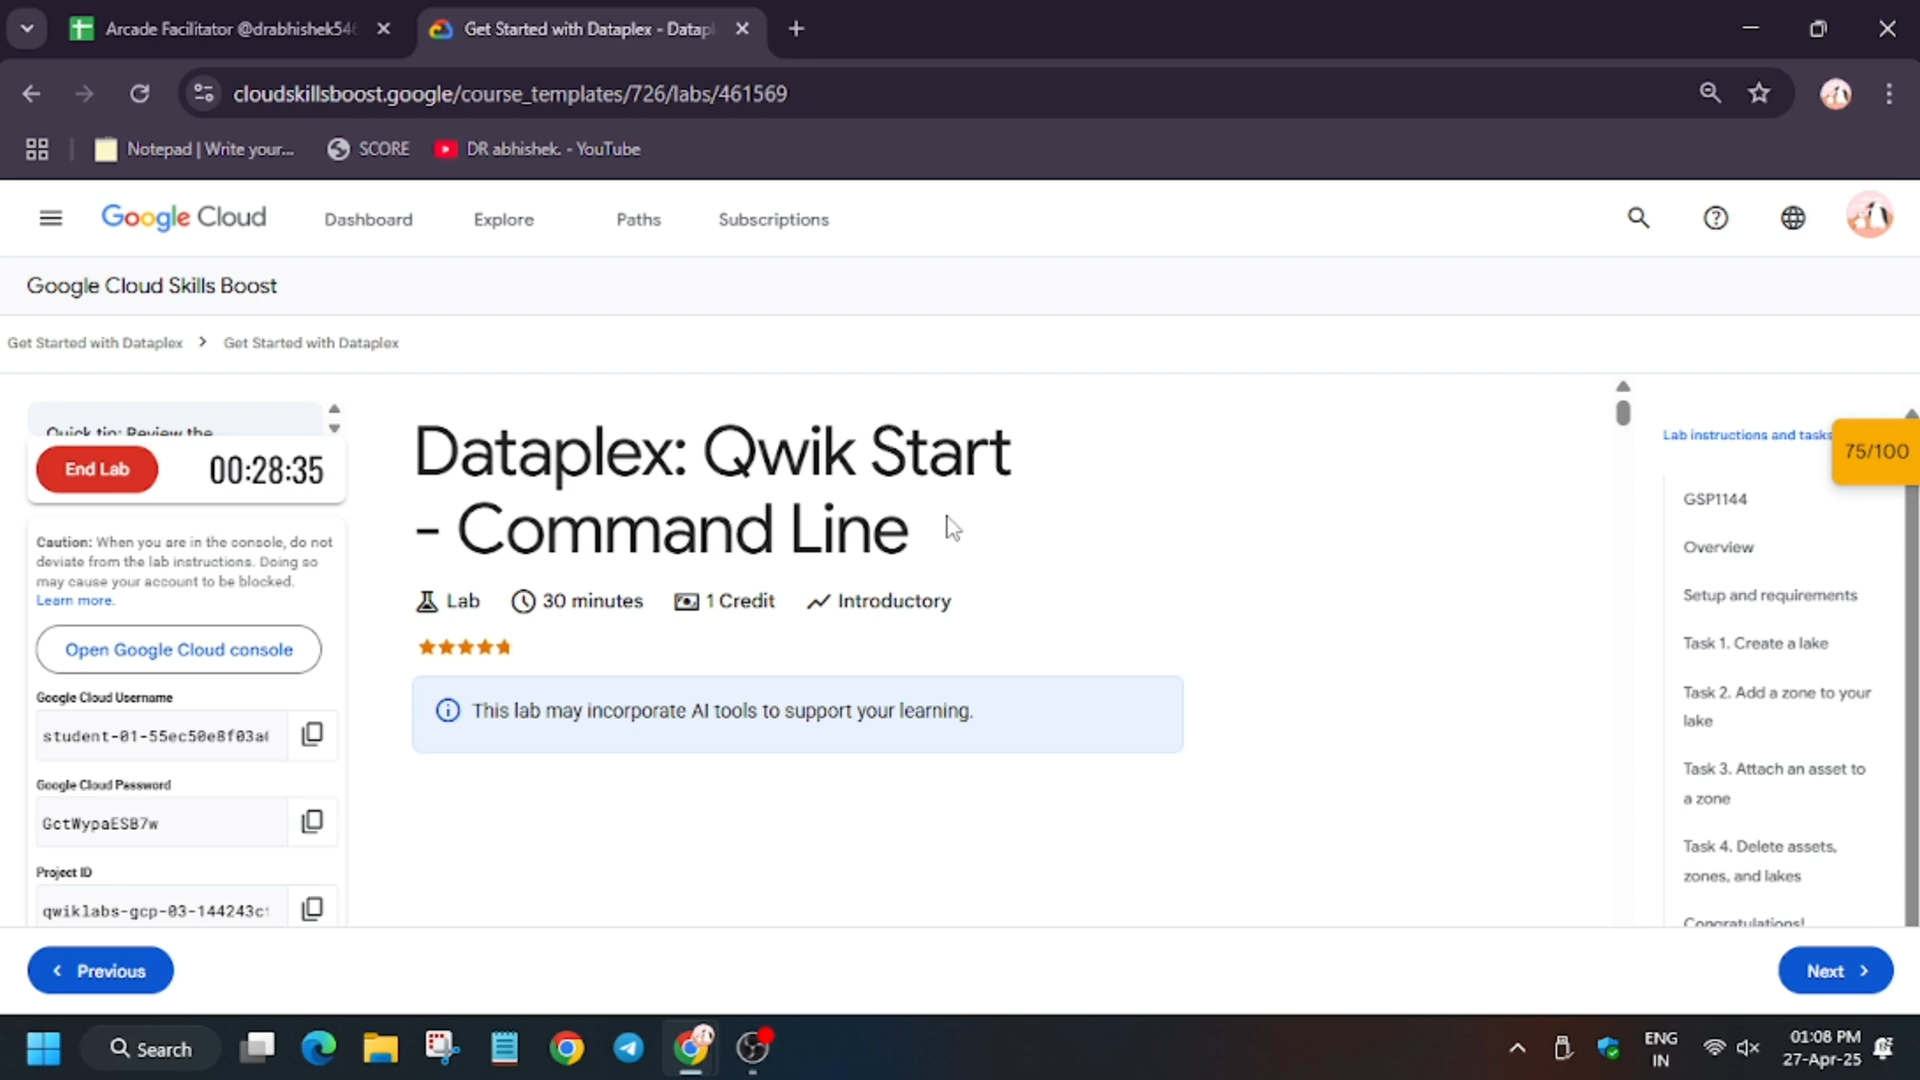 Arcade Facilitator @drabhishek546
Get Started with Dataplex - Datapl
cloudskillsboost.google/course_templates/726/labs/461569
Notepad | Write your...
SCORE
DR abhishek. - YouTube
Google Cloud
Dashboard
Explore
Paths
Subscriptions
Google Cloud Skills Boost
Get Started with Dataplex > Get Started with Dataplex
Quick tip: Review the
End Lab
00:28:35
Caution: When you are in the console, do not
deviate from the lab instructions. Doing so
may cause your account to be blocked.
Learn more.
Open Google Cloud console
Google Cloud Username
student-01-55ec50e8f03a
Google Cloud Password
GctWypaESB7w
Project ID
qwiklabs-gcp-03-144243c
Dataplex: Qwik Start
- Command Line
Lab
30 minutes
1 Credit
Introductory
This lab may incorporate AI tools to support your learning.
Lab instructions and tasks
75/100
GSP1144
Overview
Setup and requirements
Task 1. Create a lake
Task 2. Add a zone to your
lake
Task 3. Attach an asset to
a zone
Task 4. Delete assets,
zones, and lakes
Congratulations!
Previous
Next
Search
ENG
IN
01:08 PM
27-Apr-25